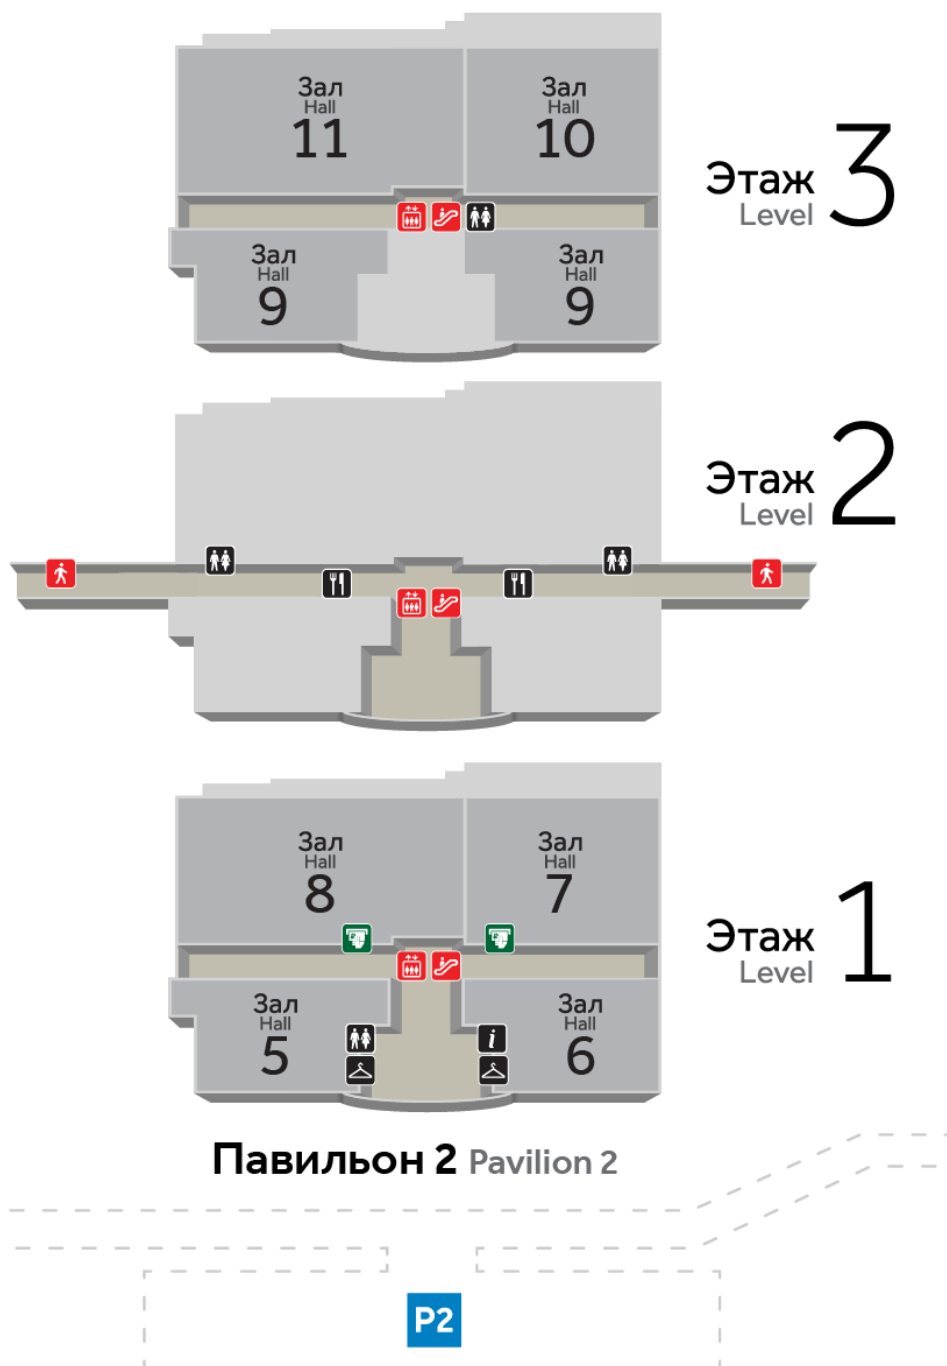 Зал
Hall
11
Зал
Hall
10
Этаж
Level
3
Зал
Hall
9
Зал
Hall
9
Этаж
Level
2
Зал
Hall
8
Зал
Hall
7
Этаж
Level
1
Зал
Hall
5
i
Зал
Hall
6
Павильон 2 Pavilion 2
P2